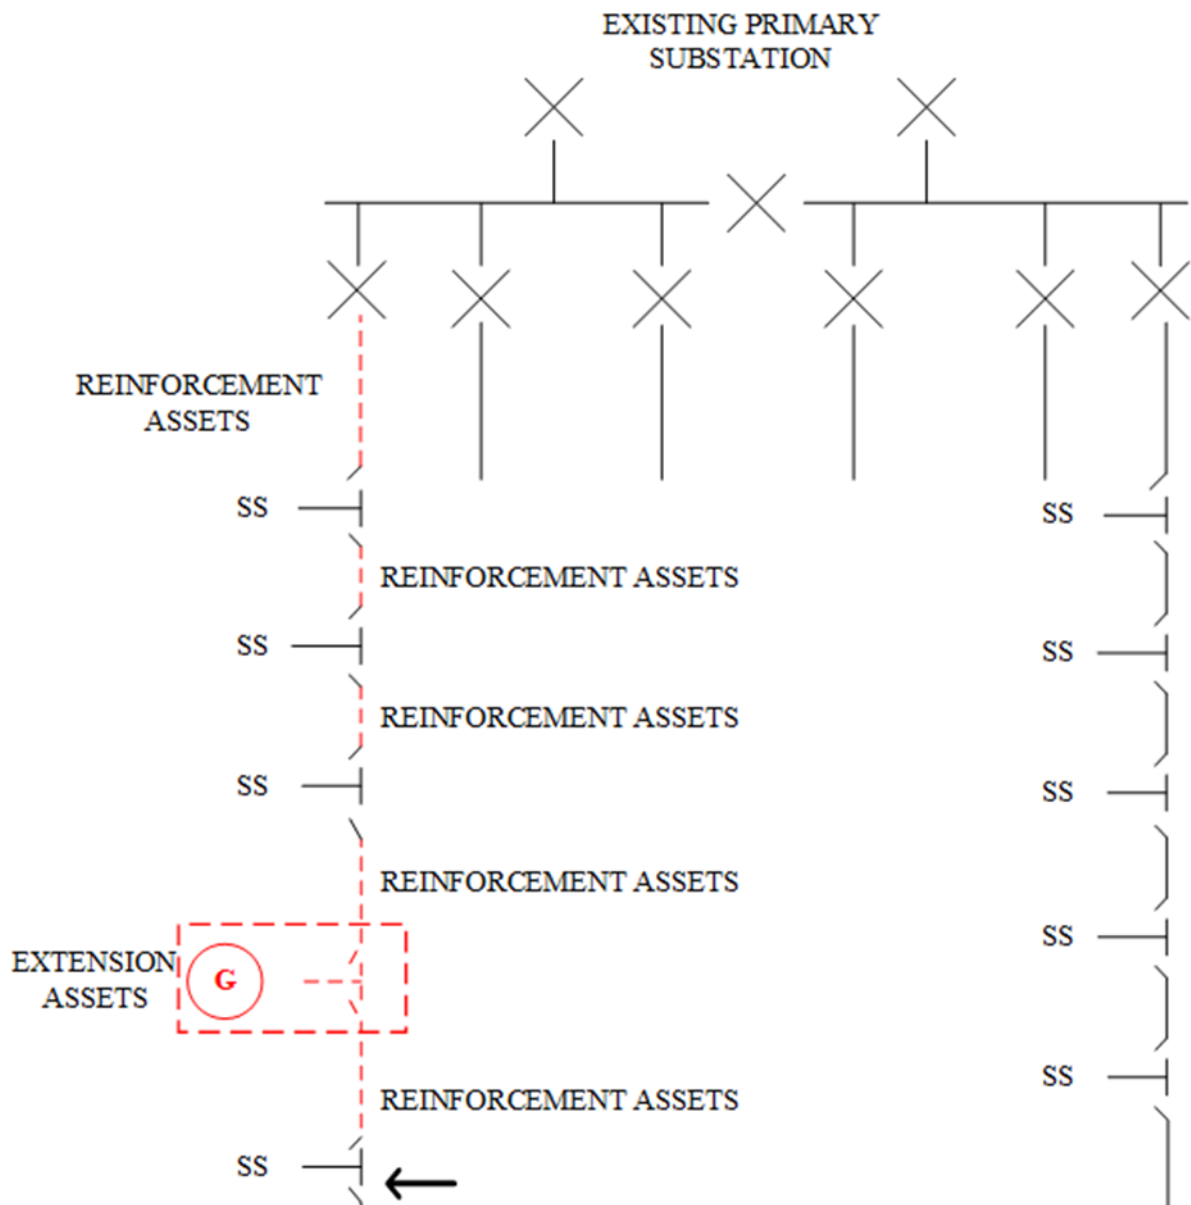 EXISTING PRIMARY
SUBSTATION
REINFORCEMENT
ASSETS
SS
SS
REINFORCEMENT ASSETS
SS
SS
REINFORCEMENT ASSETS
SS
SS
REINFORCEMENT ASSETS
SS
EXTENSION
ASSETS
G
SS
REINFORCEMENT ASSETS
SS